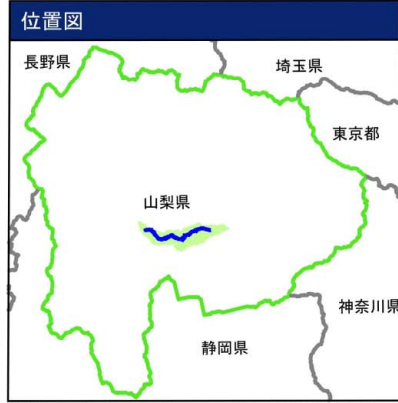 位置図
長野県
埼玉県
東京都
山梨県
神奈川県
静岡県